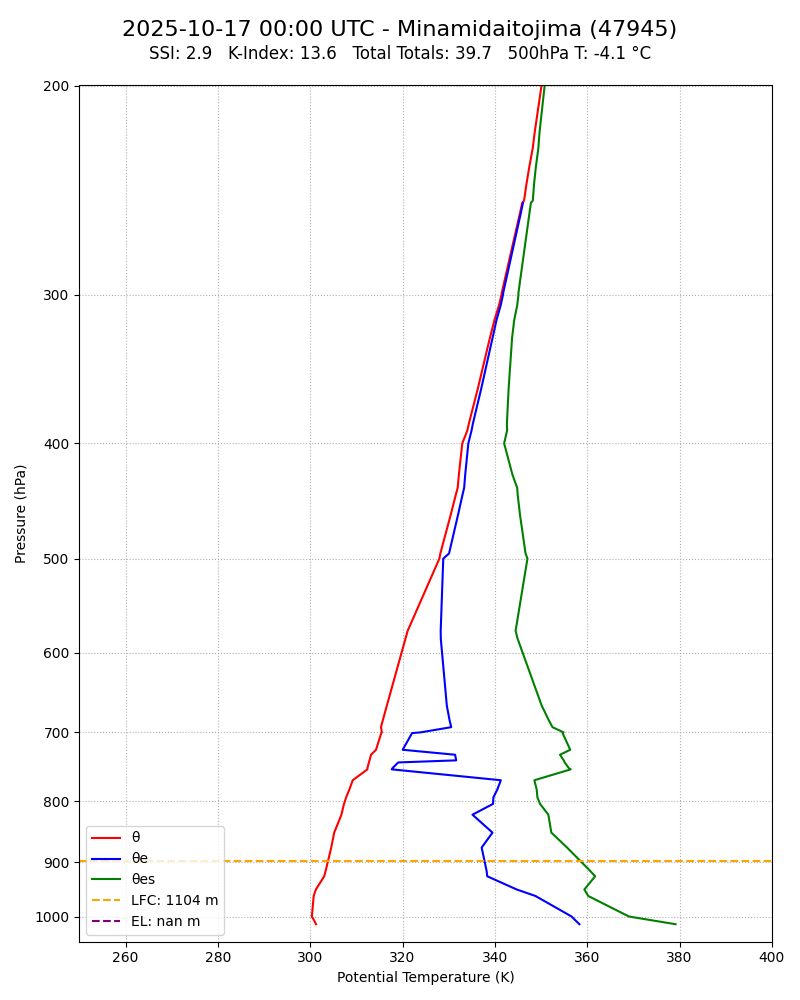 2025-10-17 00:00 UTC - Minamidaitojima (47945)
SSI: 2.9 K-Index: 13.6 Total Totals: 39.7 500hPa T: -4.1 °C
200
300
400
500
600
700
800
900
1000
Pressure (hPa)
θ
θe
θes
LFC: 1104 m
EL: nan m
260 280 300 320 340 360 380 400
Potential Temperature (K)